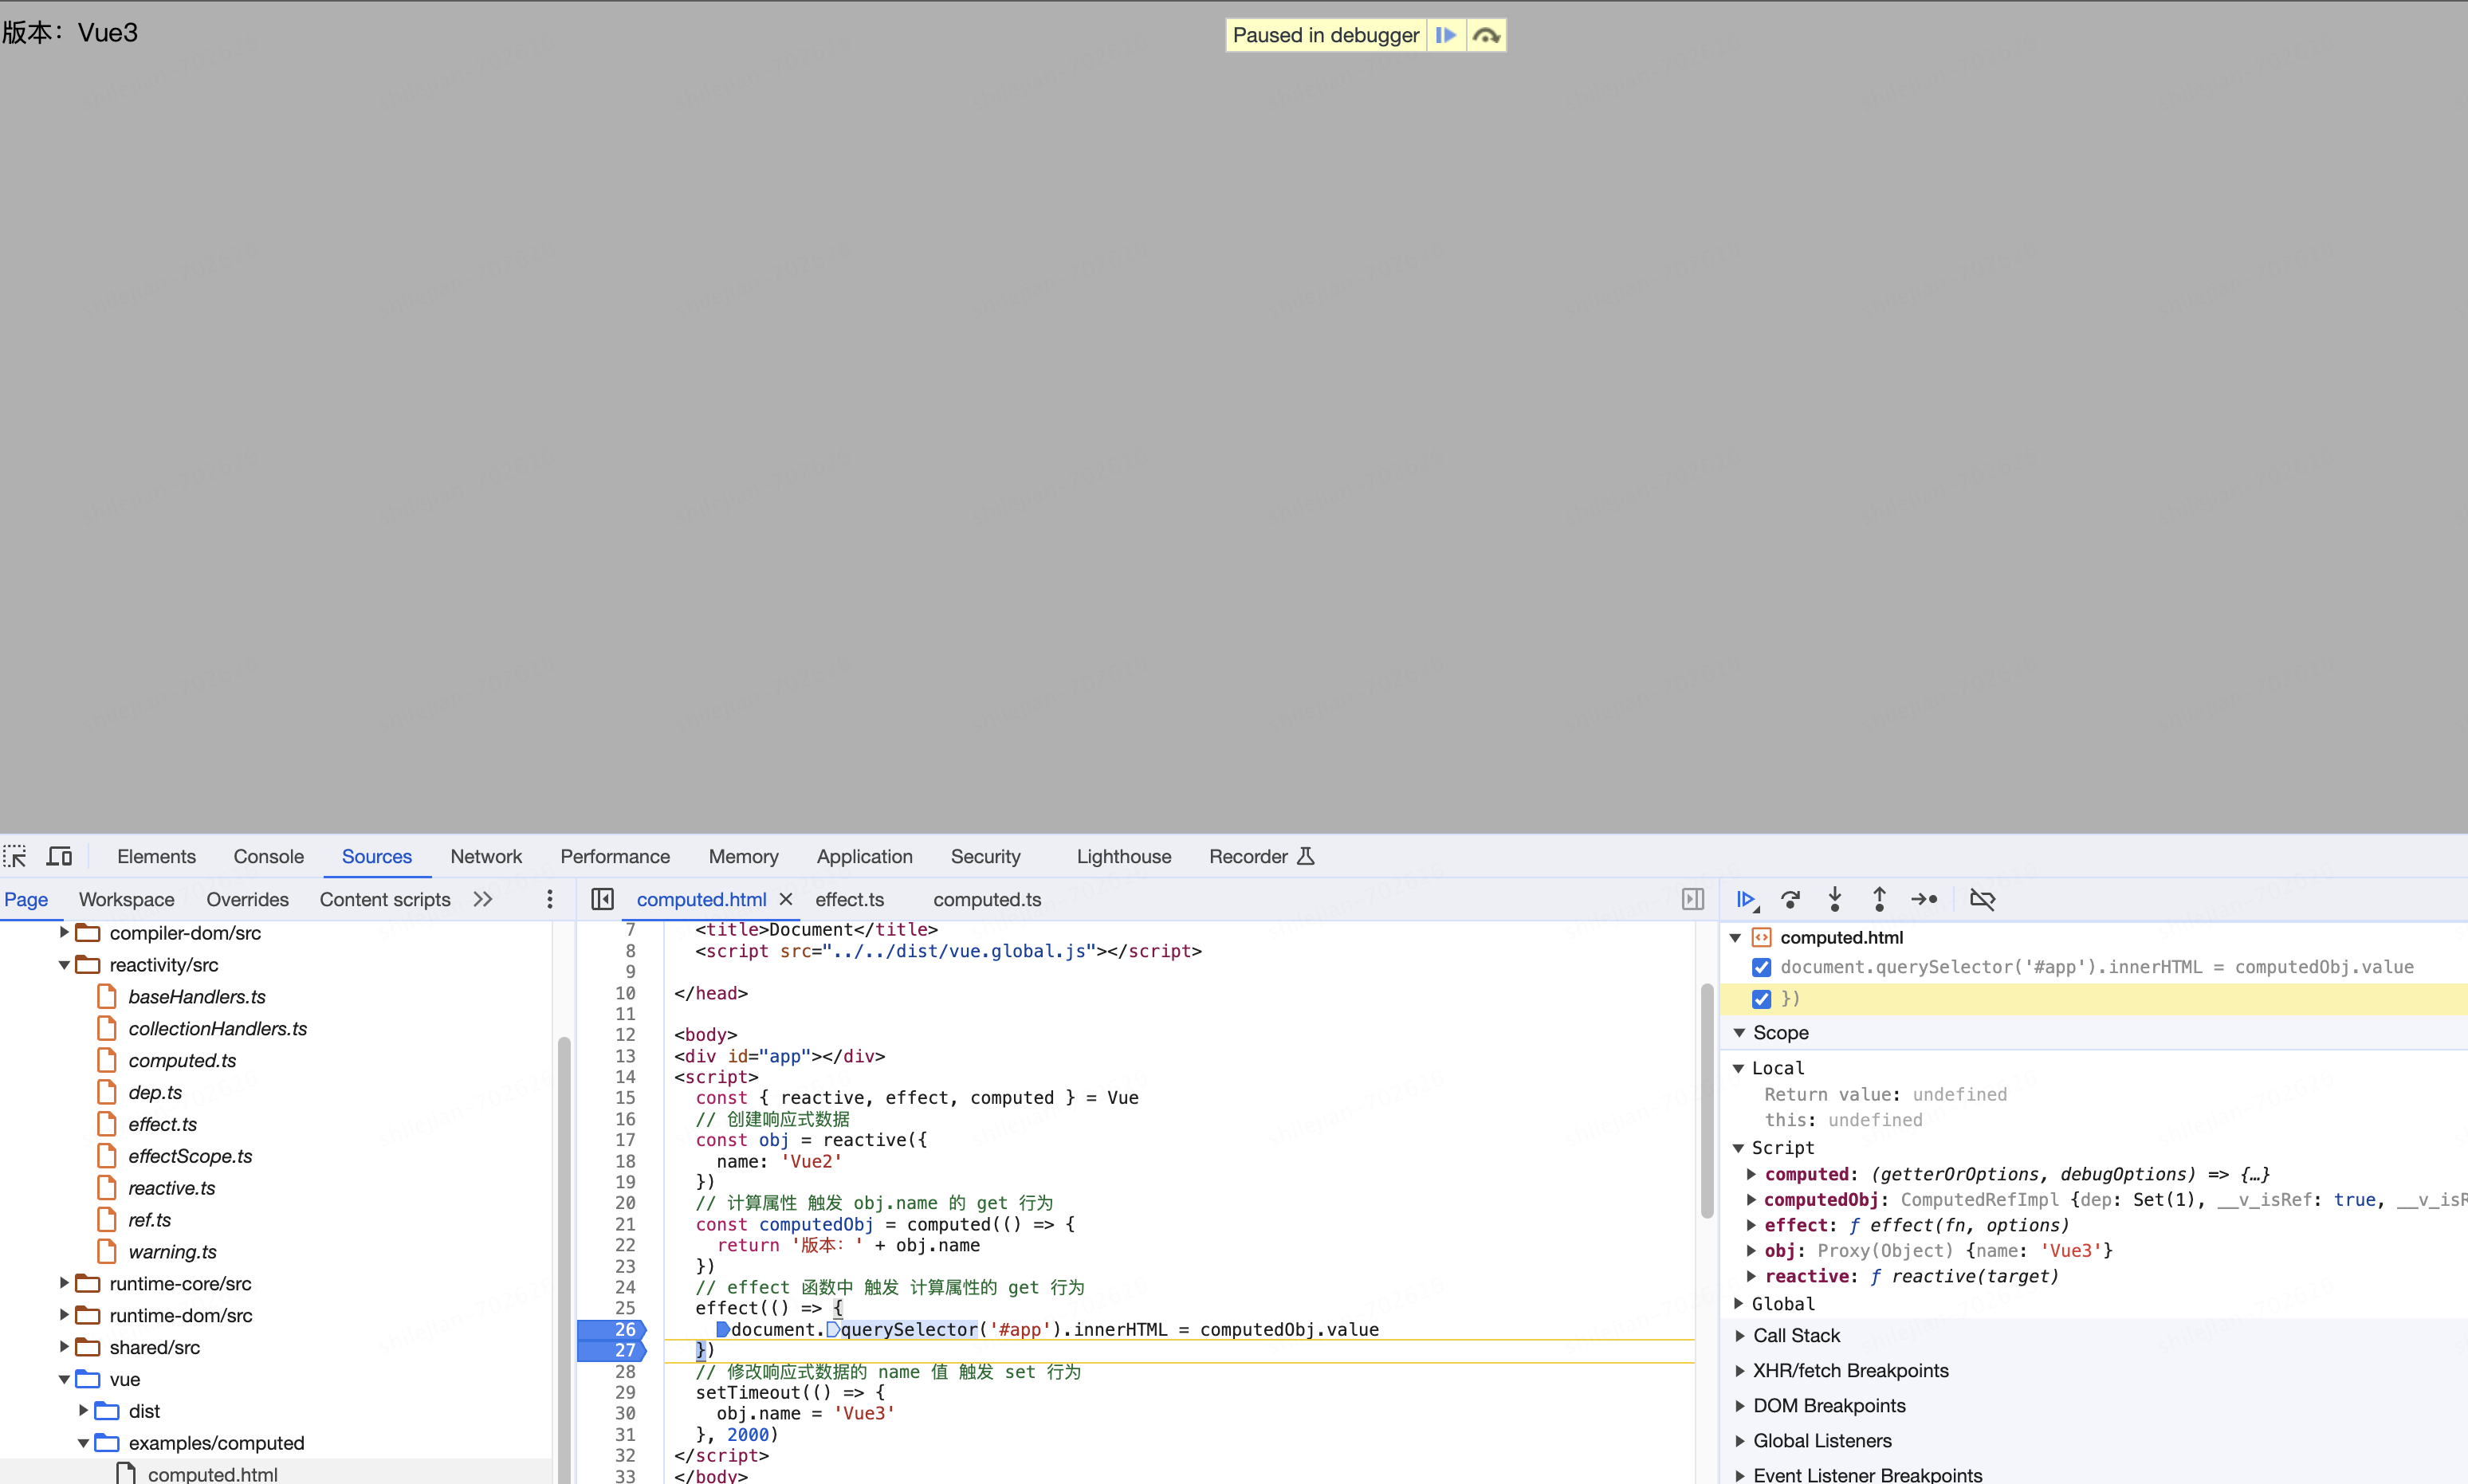 版本：Vue3
Paused in debugger
Elements Console Sources Network Performance Memory Application Security Lighthouse Recorder
Page Workspace Overrides Content scripts
computed.html effect.ts computed.ts
compiler-dom/src
reactivity/src
baseHandlers.ts
collectionHandlers.ts
computed.ts
dep.ts
effect.ts
effectScope.ts
reactive.ts
ref.ts
warning.ts
runtime-core/src
runtime-dom/src
shared/src
vue
dist
examples/computed
computed.html
7 <title>Document</title>
8 <script src="../../dist/vue.global.js"></script>
9
10 </head>
11
12 <body>
13 <div id="app"></div>
14 <script>
15 const { reactive, effect, computed } = Vue
16 // 创建响应式数据
17 const obj = reactive({
18 name: 'Vue2'
19 })
20 // 计算属性 触发 obj.name 的 get 行为
21 const computedObj = computed(() => {
22 return '版本：' + obj.name
23 })
24 // effect 函数中 触发 计算属性的 get 行为
25 effect(() => {
26 document.querySelector('#app').innerHTML = computedObj.value
27 })
28 // 修改响应式数据的 name 值 触发 set 行为
29 setTimeout(() => {
30 obj.name = 'Vue3'
31 }, 2000)
32 </script>
33 </body>
computed.html
document.querySelector('#app').innerHTML = computedObj.value
})
Scope
Local
Return value: undefined
this: undefined
Script
computed: (getterOrOptions, debugOptions) => {…}
computedObj: ComputedRefImpl {dep: Set(1), __v_isRef: true, __v_isR
effect: ƒ effect(fn, options)
obj: Proxy(Object) {name: 'Vue3'}
reactive: ƒ reactive(target)
Global
Call Stack
XHR/fetch Breakpoints
DOM Breakpoints
Global Listeners
Event Listener Breakpoints